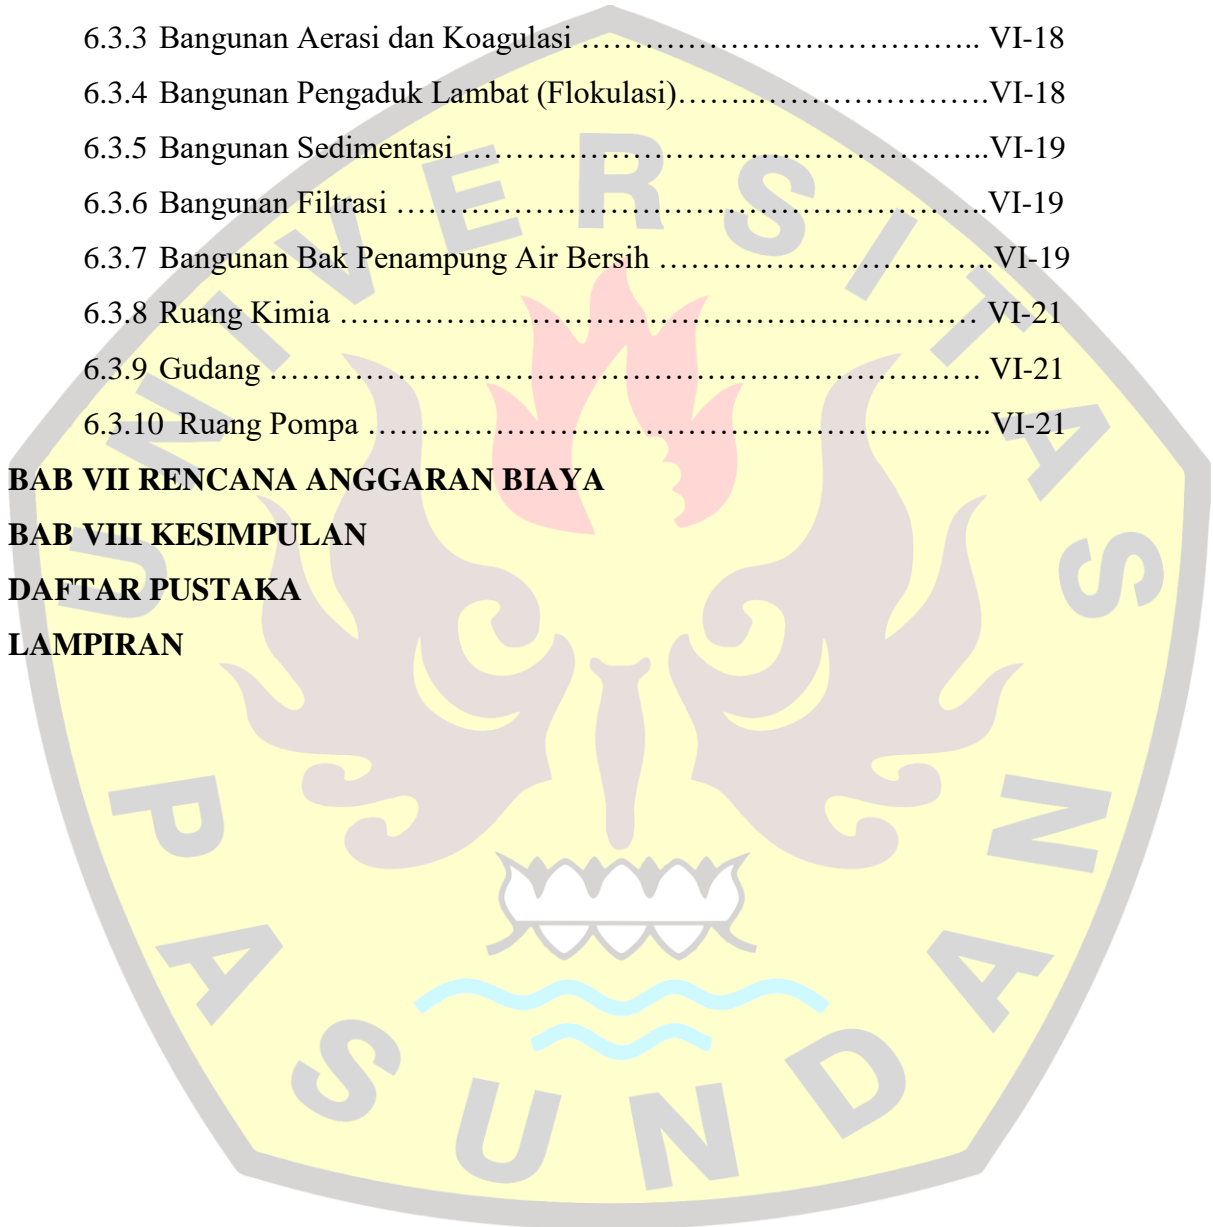 6.3.3 Bangunan Aerasi dan Koagulasi ……………………………….. VI-18
6.3.4 Bangunan Pengaduk Lambat (Flokulasi)……..………………….VI-18
6.3.5 Bangunan Sedimentasi …………………………………………..VI-19
6.3.6 Bangunan Filtrasi ………………………………………………..VI-19
6.3.7 Bangunan Bak Penampung Air Bersih …………………………..VI-19
6.3.8 Ruang Kimia …………………………………………………… VI-21
6.3.9 Gudang …………………………………………………………. VI-21
6.3.10 Ruang Pompa …………………………………………………..VI-21
BAB VII RENCANA ANGGARAN BIAYA
BAB VIII KESIMPULAN
DAFTAR PUSTAKA
LAMPIRAN
UNIVERSITAS
PASUNDAN